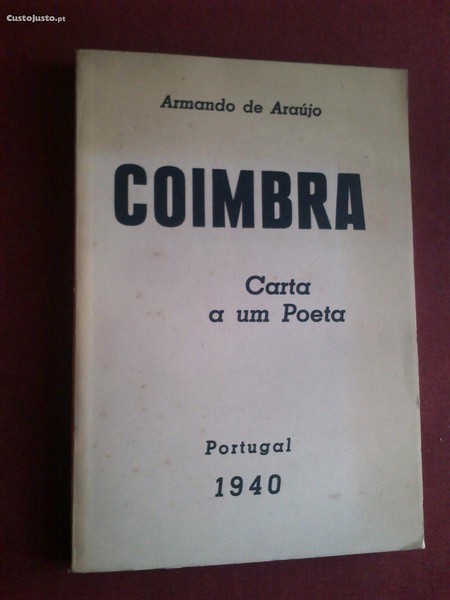 CustoJusto.pt
Armando de Araújo
COIMBRA
Carta
a um Poeta
Portugal
1940